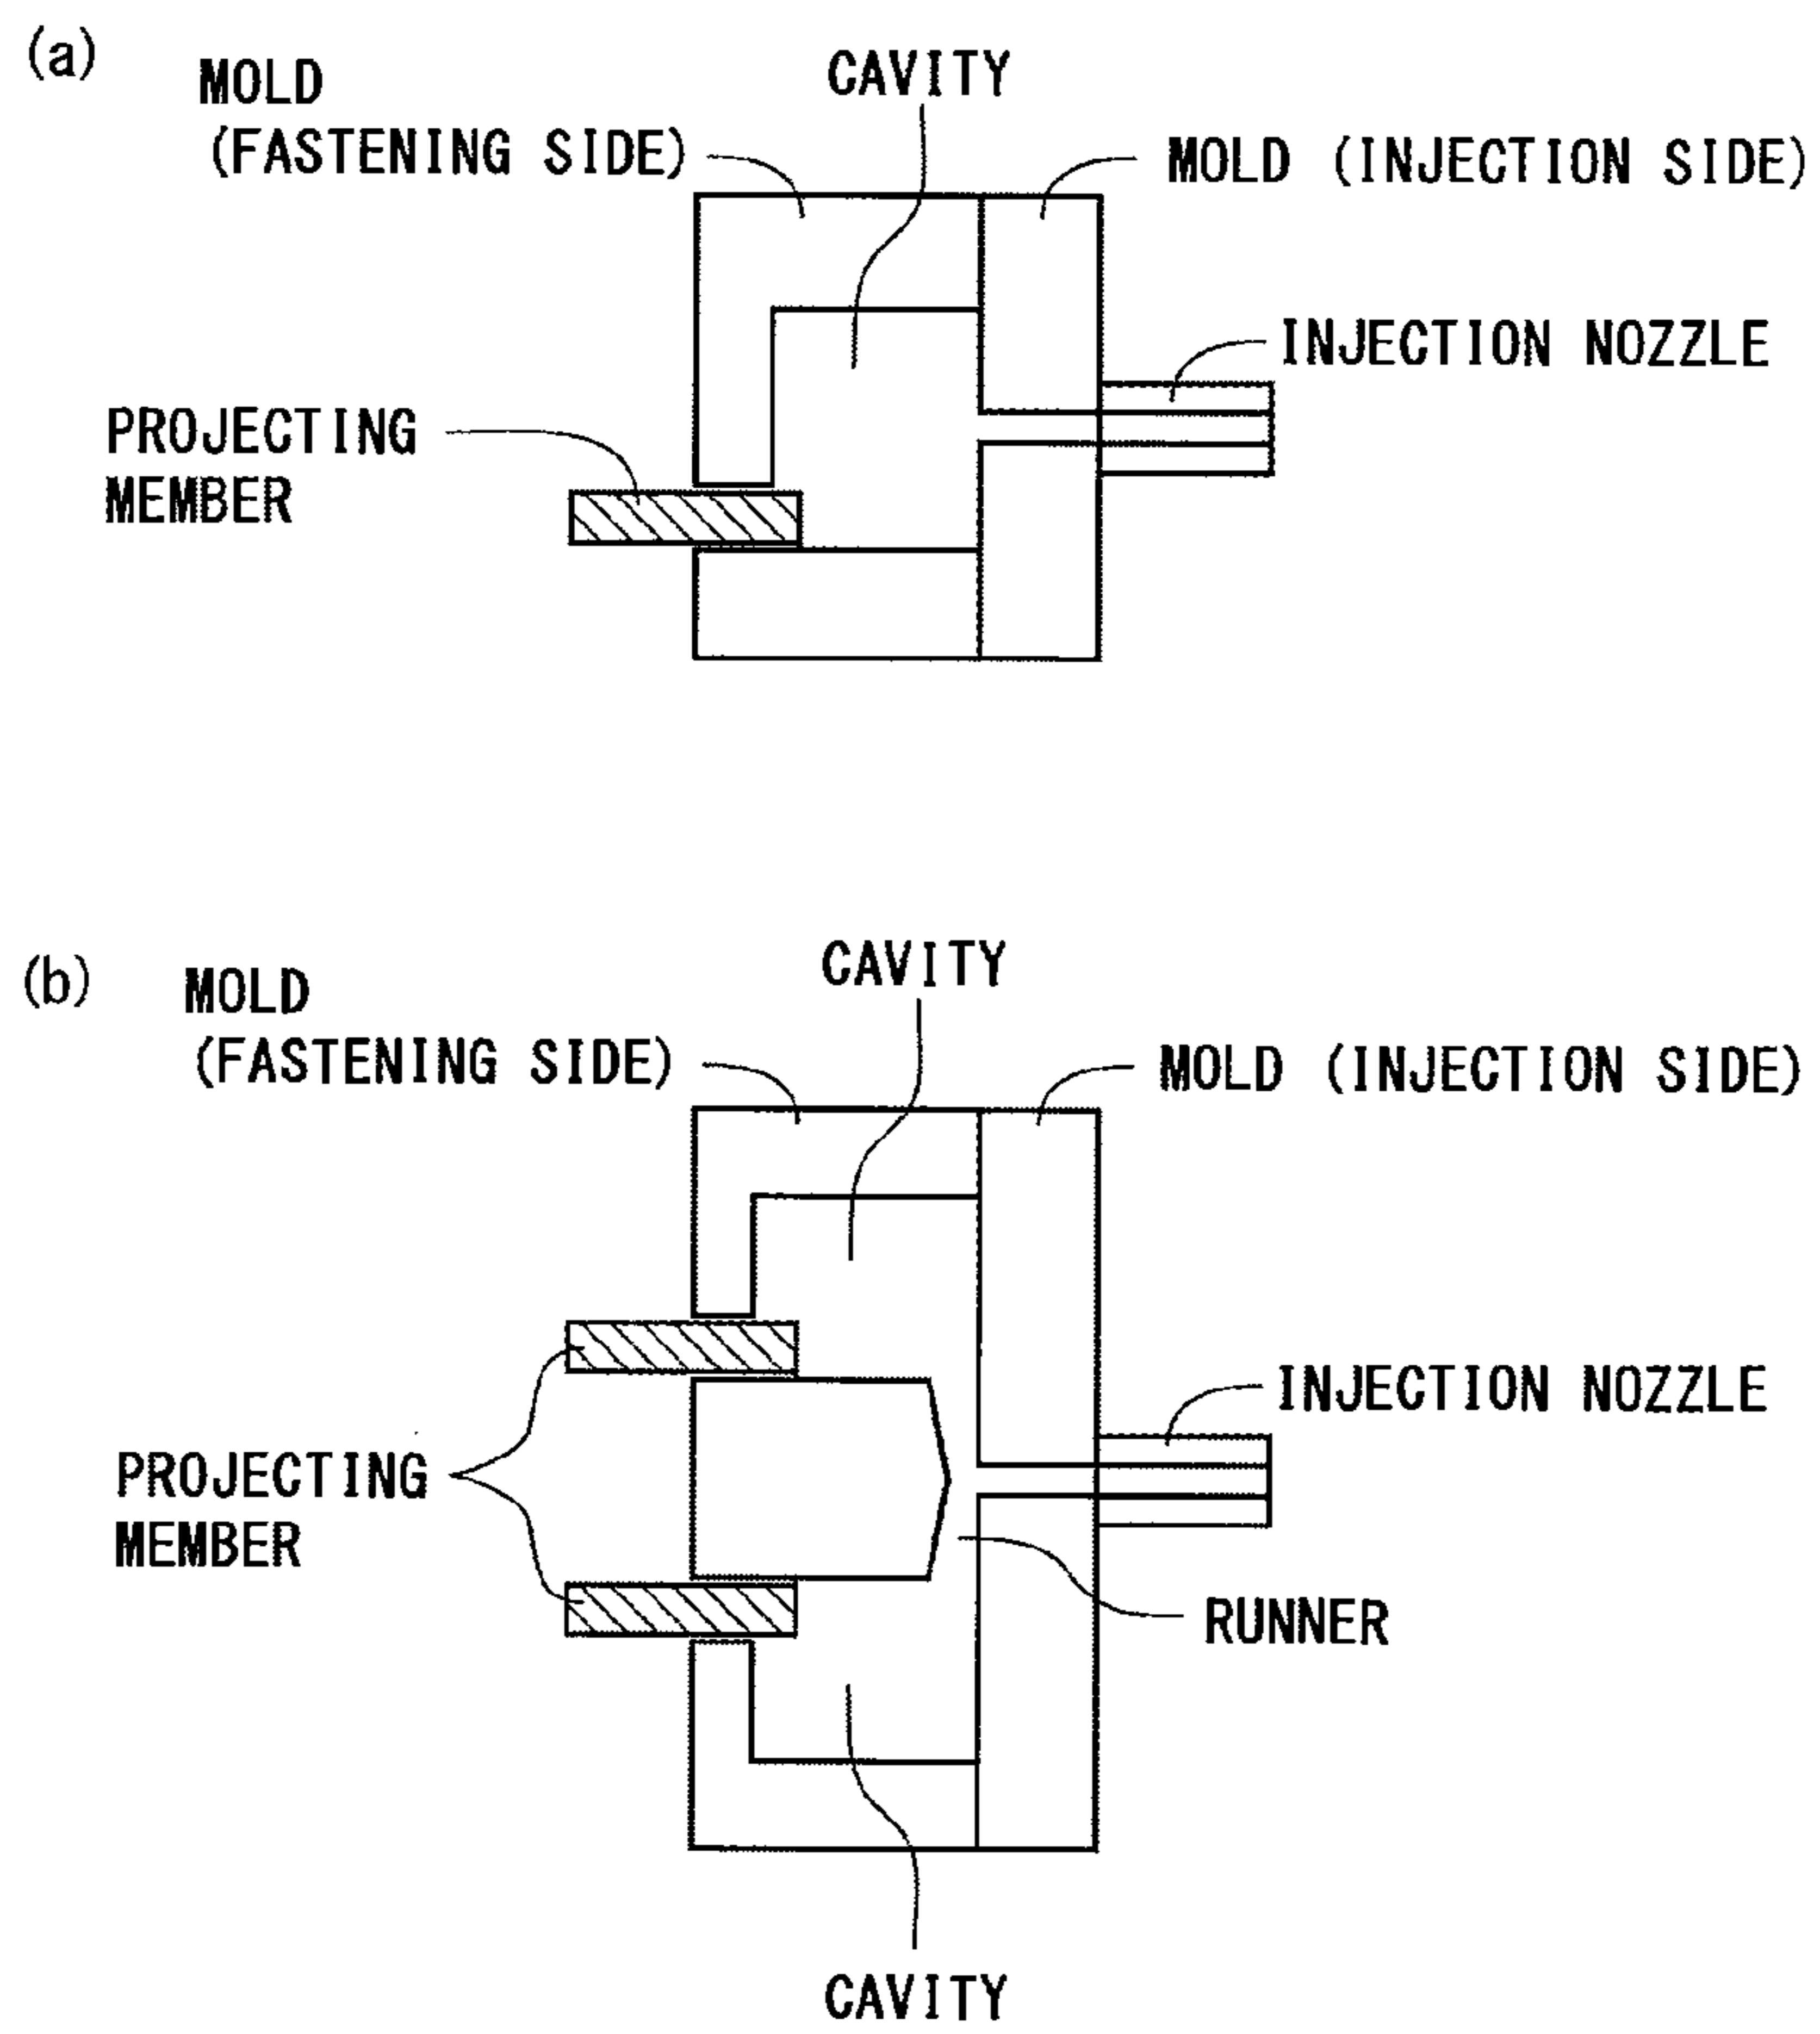 (a)
MOLD
(FASTENING SIDE)
CAVITY
MOLD (INJECTION SIDE)
INJECTION NOZZLE
PROJECTING
MEMBER
(b)
MOLD
(FASTENING SIDE)
CAVITY
MOLD (INJECTION SIDE)
INJECTION NOZZLE
PROJECTING
MEMBER
RUNNER
CAVITY